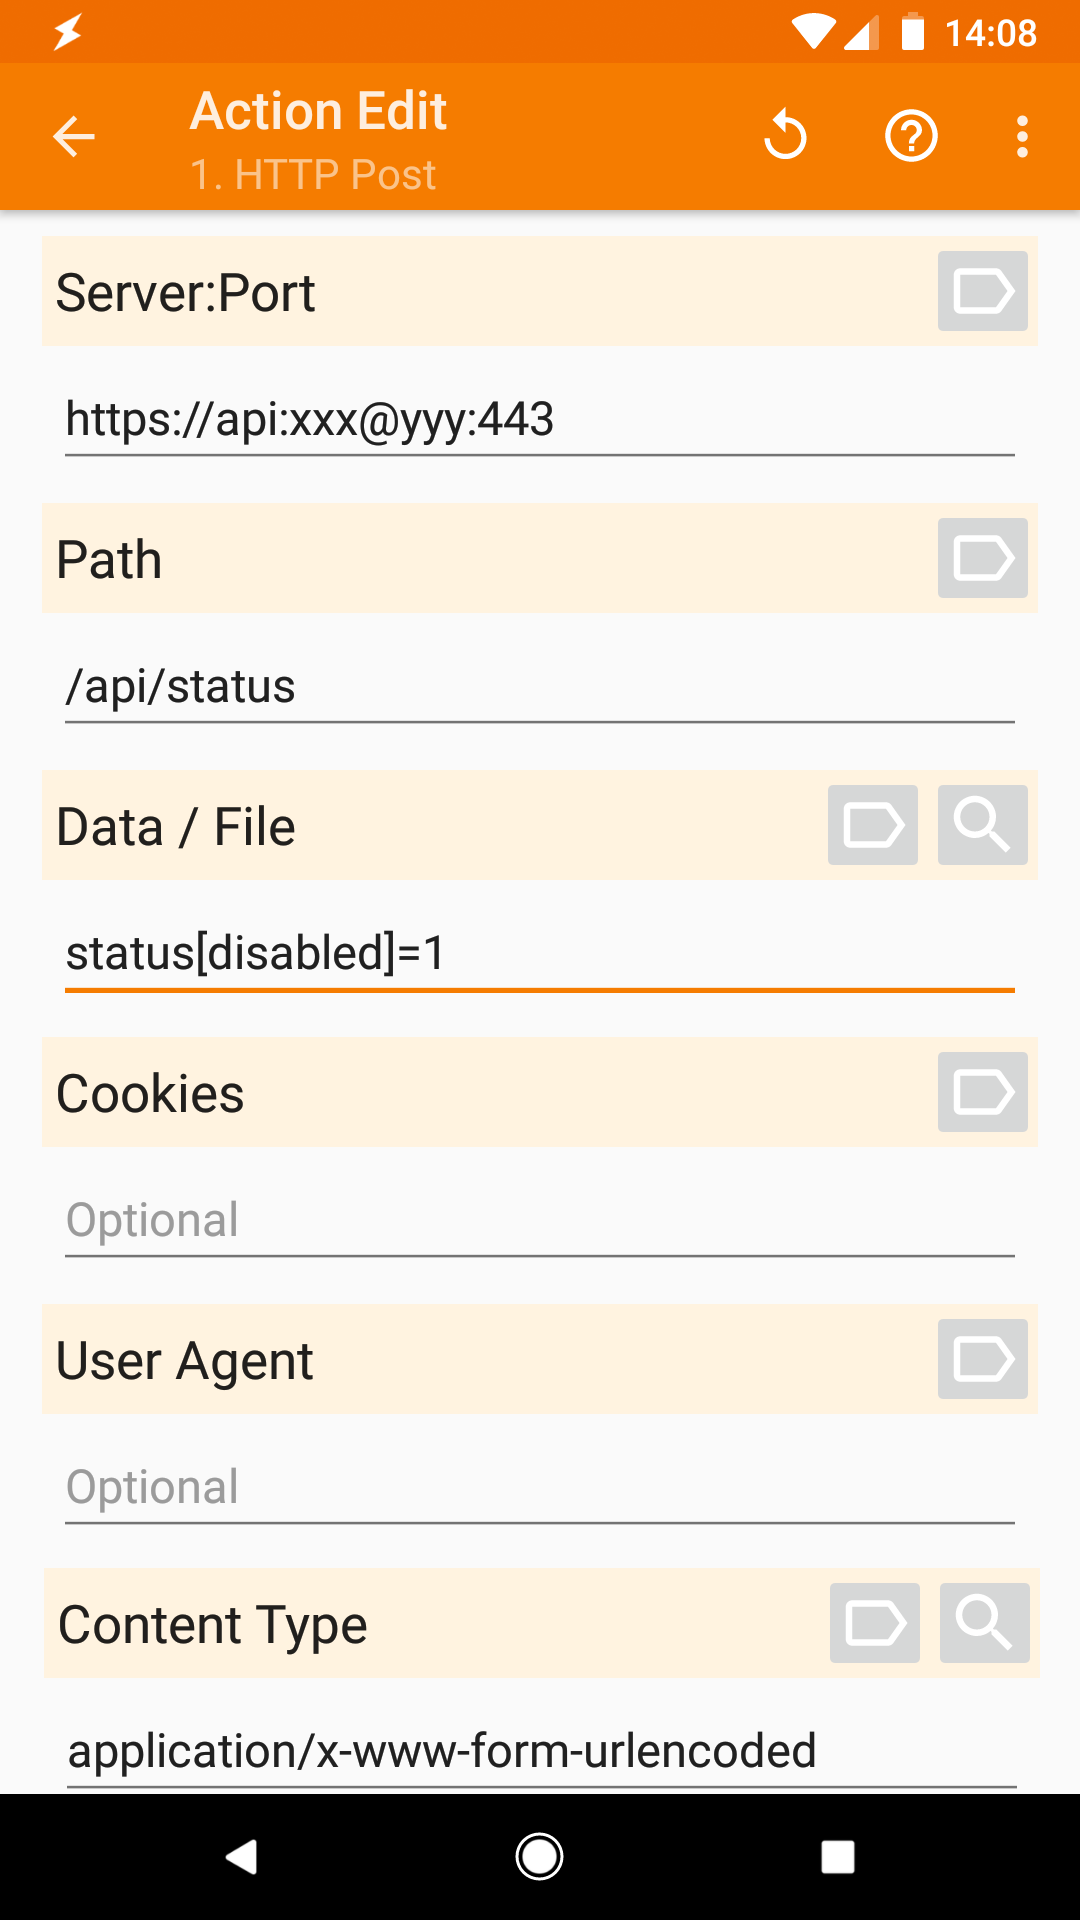 14:08
Action Edit
1. HTTP Post
Server:Port
https://api:xxx@yyy:443
Path
/api/status
Data / File
status[disabled]=1
Cookies
Optional
User Agent
Optional
Content Type
application/x-www-form-urlencoded